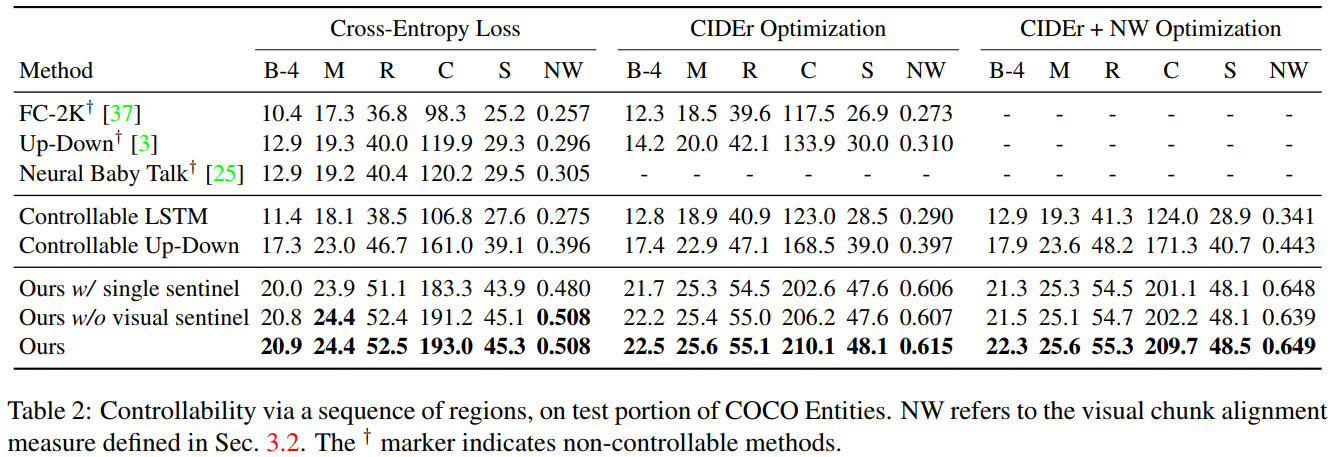 Cross-Entropy Loss CIDEr Optimization CIDEr + NW Optimization
Method B-4 M R C S NW B-4 M R C S NW B-4 M R C S NW
FC-2K† [37] 10.4 17.3 36.8 98.3 25.2 0.257 12.3 18.5 39.6 117.5 26.9 0.273 - - - - - -
Up-Down† [3] 12.9 19.3 40.0 119.9 29.3 0.296 14.2 20.0 42.1 133.9 30.0 0.310 - - - - - -
Neural Baby Talk† [25] 12.9 19.2 40.4 120.2 29.5 0.305 - - - - - - - - - - - -
Controllable LSTM 11.4 18.1 38.5 106.8 27.6 0.275 12.8 18.9 40.9 123.0 28.5 0.290 12.9 19.3 41.3 124.0 28.9 0.341
Controllable Up-Down 17.3 23.0 46.7 161.0 39.1 0.396 17.4 22.9 47.1 168.5 39.0 0.397 17.9 23.6 48.2 171.3 40.7 0.443
Ours w/ single sentinel 20.0 23.9 51.1 183.3 43.9 0.480 21.7 25.3 54.5 202.6 47.6 0.606 21.3 25.3 54.5 201.1 48.1 0.648
Ours w/o visual sentinel 20.8 24.4 52.4 191.2 45.1 0.508 22.2 25.4 55.0 206.2 47.6 0.607 21.5 25.1 54.7 202.2 48.1 0.639
Ours 20.9 24.4 52.5 193.0 45.3 0.508 22.5 25.6 55.1 210.1 48.1 0.615 22.3 25.6 55.3 209.7 48.5 0.649
Table 2: Controllability via a sequence of regions, on test portion of COCO Entities. NW refers to the visual chunk alignment
measure defined in Sec. 3.2. The † marker indicates non-controllable methods.